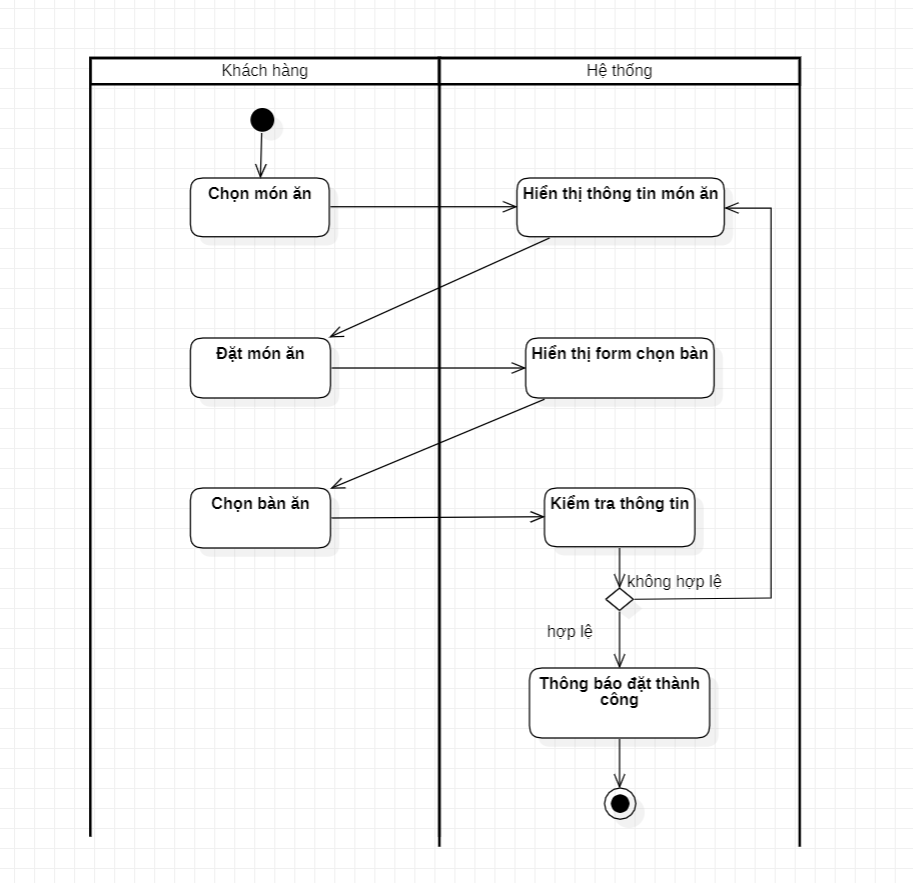 Khách hàng
Hệ thống
Chọn món ăn
Hiển thị thông tin món ăn
Đặt món ăn
Hiển thị form chọn bàn
Chọn bàn ăn
Kiểm tra thông tin
không hợp lệ
hợp lệ
Thông báo đặt thành
công